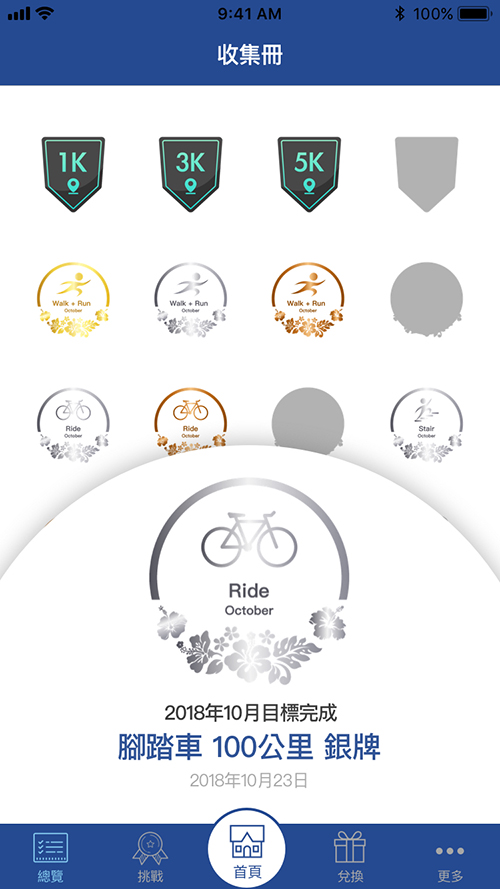 9:41 AM
100%
收集冊
1K
3K
5K
Walk + Run
October
Walk + Run
October
Walk + Run
October
Ride
October
Ride
October
Stair
October
Ride
October
2018年10月目標完成
腳踏車 100公里 銀牌
2018年10月23日
總覽
挑戰
首頁
兌換
更多